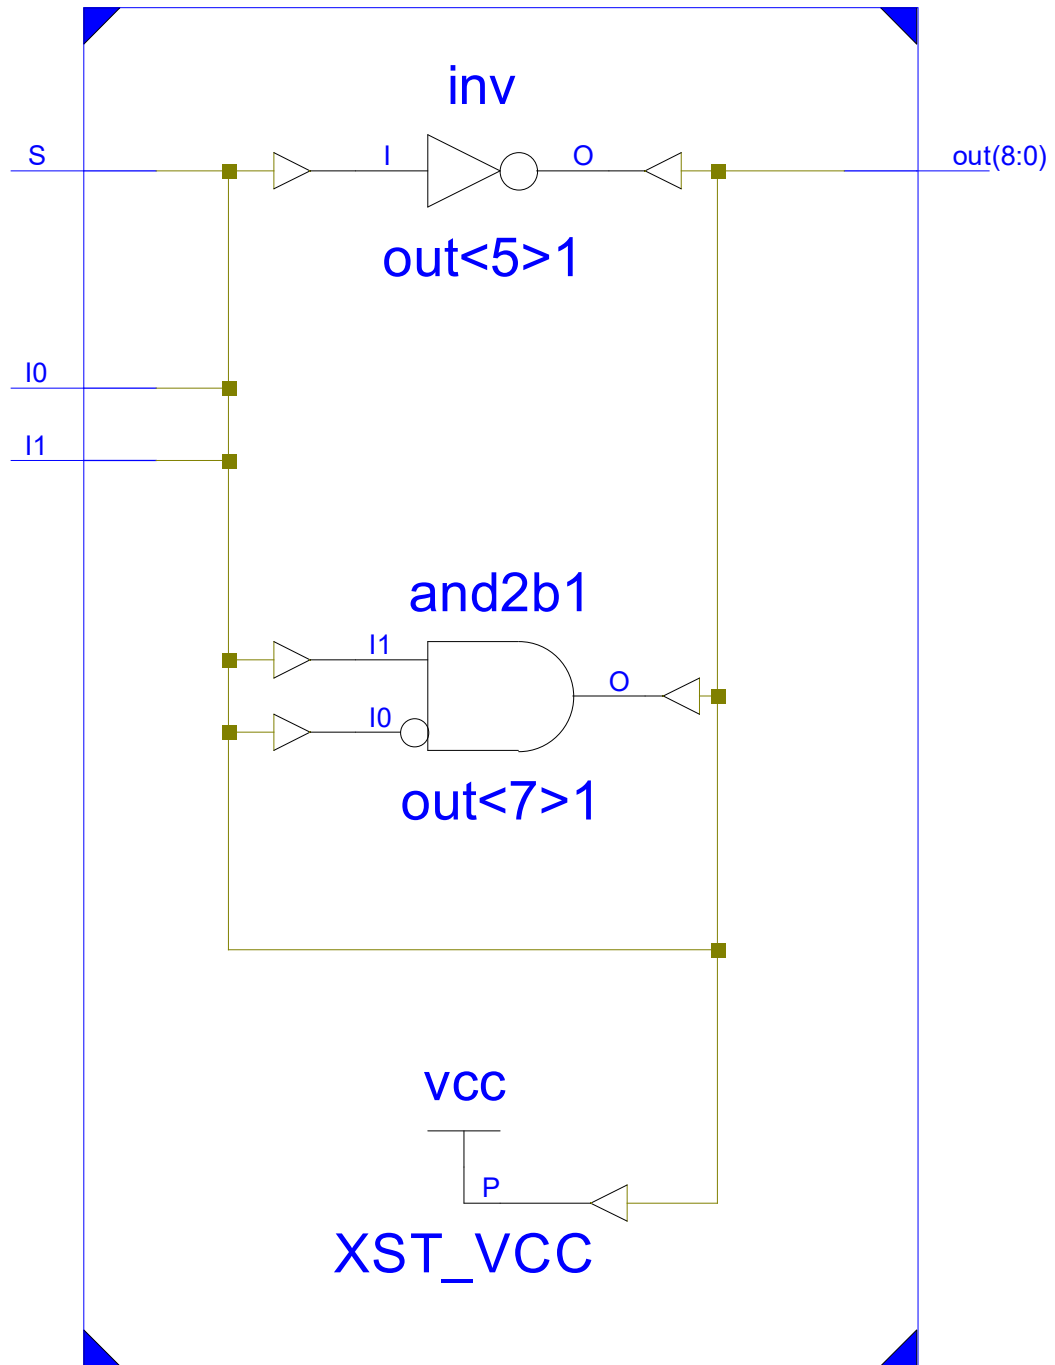 inv
S
I
O
out(8:0)
out<5>1
I0
I1
and2b1
I1
I0
O
out<7>1
vcc
P
XST_VCC